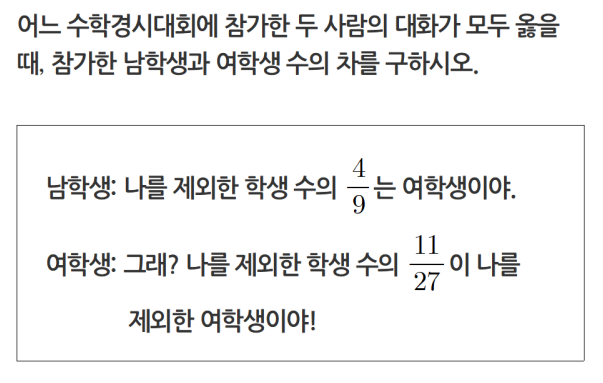 어느 수학경시대회에 참가한 두 사람의 대화가 모두 옳을
때, 참가한 남학생과 여학생 수의 차를 구하시오.
남학생: 나를 제외한 학생 수의 4/9는 여학생이야.
여학생: 그래? 나를 제외한 학생 수의 11/27이 나를
제외한 여학생이야!